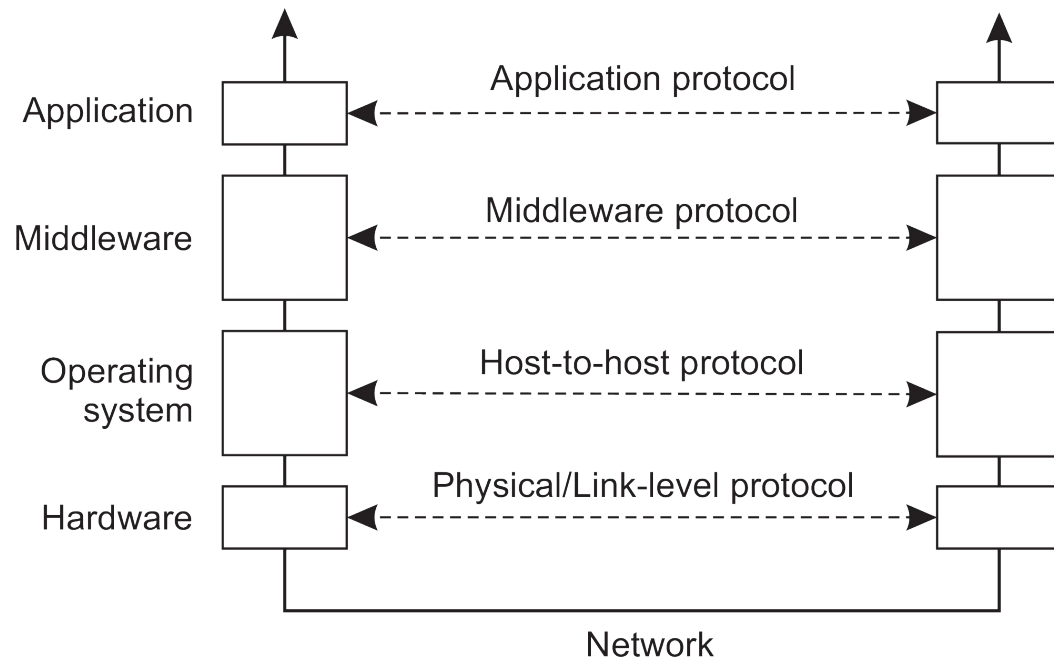 Application
Application protocol
Middleware
Middleware protocol
Operating
system
Host-to-host protocol
Hardware
Physical/Link-level protocol
Network